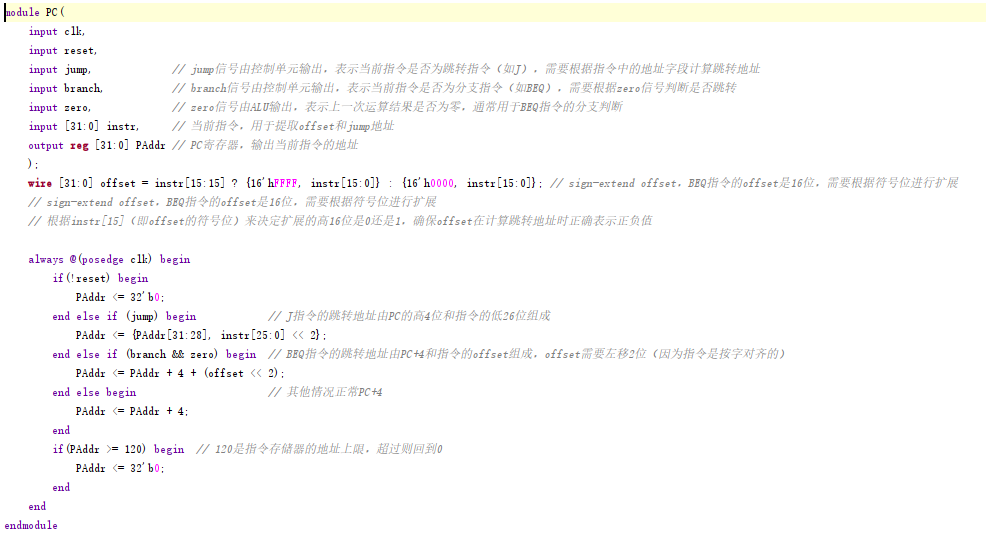 module PC(
    input clk,
    input reset,
    input jump,           // jump信号由控制单元输出，表示当前指令是否为跳转指令（如J），需要根据指令中的地址字段计算跳转地址
    input branch,         // branch信号由控制单元输出，表示当前指令是否为分支指令（如BEQ），需要根据zero信号判断是否跳转
    input zero,           // zero信号由ALU输出，表示上一次运算结果是否为零，通常用于BEQ指令的分支判断
    input [31:0] instr,   // 当前指令，用于提取offset和jump地址
    output reg [31:0] PAddr // PC寄存器，输出当前指令的地址
    );
    wire [31:0] offset = instr[15:15] ? {16'hFFFF, instr[15:0]} : {16'h0000, instr[15:0]}; // sign-extend offset，BEQ指令的offset是16位，需要根据符号位进行扩展
    // sign-extend offset，BEQ指令的offset是16位，需要根据符号位进行扩展
    // 根据instr[15]（即offset的符号位）来决定扩展的高16位是0还是1，确保offset在计算跳转地址时正确表示正负值
    always @(posedge clk) begin
        if(!reset) begin
            PAddr <= 32'b0;
        end else if (jump) begin           // J指令的跳转地址由PC的高4位和指令的低26位组成
            PAddr <= {PAddr[31:28], instr[25:0] << 2};
        end else if (branch && zero) begin  // BEQ指令的跳转地址由PC+4和指令的offset组成，offset需要左移2位（因为指令是按字对齐的）
            PAddr <= PAddr + 4 + (offset << 2);
        end else begin                      // 其他情况正常PC+4
            PAddr <= PAddr + 4;
        end
        if(PAddr >= 120) begin  // 120是指令存储器的地址上限，超过则回到0
            PAddr <= 32'b0;
        end
    end
endmodule